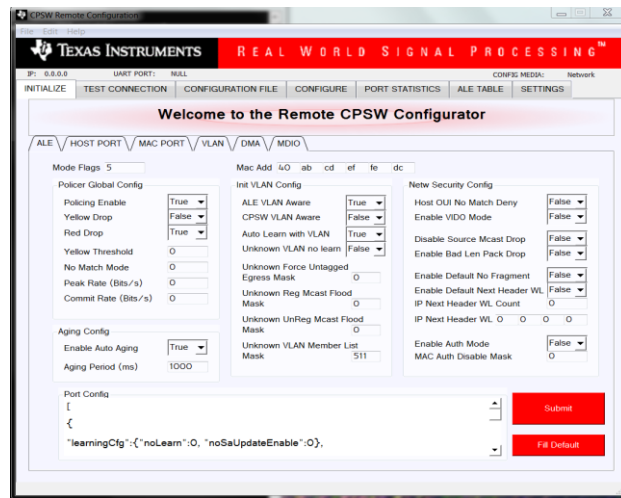 CPSW Remote Configuration
File Edit Help
TEXAS INSTRUMENTS REAL WORLD SIGNAL PROCESSING™
IP: 0.0.0.0 UART PORT: NULL CONFIG MEDIA: Network
INITIALIZE TEST CONNECTION CONFIGURATION FILE CONFIGURE PORT STATISTICS ALE TABLE SETTINGS
Welcome to the Remote CPSW Configurator
ALE HOST PORT MAC PORT VLAN DMA MDIO
Mode Flags 5 Mac Add 40 ab cd ef fe dc
Policer Global Config
Policing Enable True
Yellow Drop False
Red Drop True
Yellow Threshold 0
No Match Mode 0
Peak Rate (Bits/s) 0
Commit Rate (Bits/s) 0
Aging Config
Enable Auto Aging True
Aging Period (ms) 1000
Init VLAN Config
ALE VLAN Aware True
CPSW VLAN Aware False
Auto Learn with VLAN True
Unknown VLAN no learn False
Unknown Force Untagged
Egress Mask 0
Unknown Reg Mcast Flood
Mask 0
Unknown UnReg Mcast Flood
Mask 0
Unknown VLAN Member List
Mask 511
Netw Security Config
Host OUI No Match Deny False
Enable VIDO Mode False
Disable Source Mcast Drop False
Enable Bad Len Pack Drop False
Enable Default No Fragment False
Enable Default Next Header WL False
IP Next Header WL Count 0
IP Next Header WL 0 0 0 0
Enable Auth Mode False
MAC Auth Disable Mask 0
Port Config
[
{
"learningCfg":{"noLearn":0, "noSaUpdateEnable":0},
Submit
Fill Default